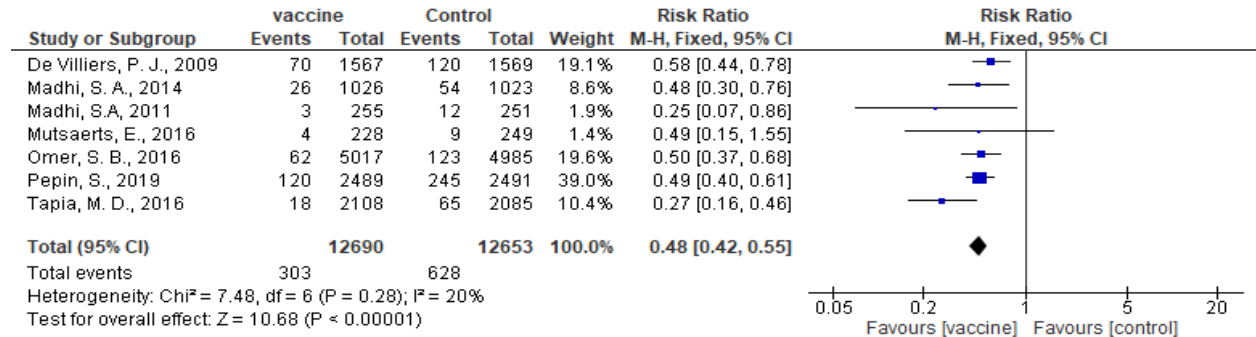 vaccine Control Risk Ratio Risk Ratio
Study or Subgroup Events Total Events Total Weight M-H, Fixed, 95% CI M-H, Fixed, 95% CI
De Villiers, P. J., 2009 70 1567 120 1569 19.1% 0.58 [0.44, 0.78]
Madhi, S. A., 2014 26 1026 54 1023 8.6% 0.48 [0.30, 0.76]
Madhi, S.A, 2011 3 255 12 251 1.9% 0.25 [0.07, 0.86]
Mutsaerts, E., 2016 4 228 9 249 1.4% 0.49 [0.15, 1.55]
Omer, S. B., 2016 62 5017 123 4985 19.6% 0.50 [0.37, 0.68]
Pepin, S., 2019 120 2489 245 2491 39.0% 0.49 [0.40, 0.61]
Tapia, M. D., 2016 18 2108 65 2085 10.4% 0.27 [0.16, 0.46]
Total (95% CI) 12690 12653 100.0% 0.48 [0.42, 0.55]
Total events 303 628
Heterogeneity: Chi² = 7.48, df = 6 (P = 0.28); I² = 20%
Test for overall effect: Z = 10.68 (P < 0.00001)
0.05 0.2 1 5 20
Favours [vaccine] Favours [control]